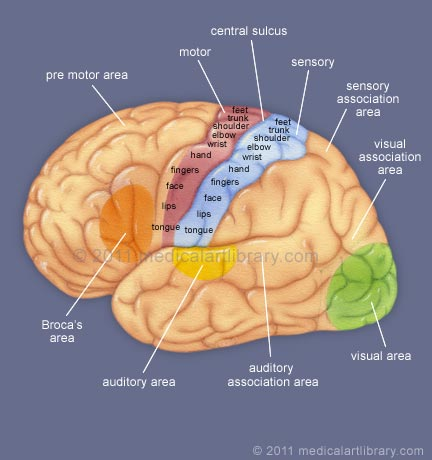 central sulcus
motor
sensory
pre motor area
sensory
association
area
visual
association
area
feet
trunk
shoulder
elbow
wrist
hand
fingers
face
lips
tongue
feet
trunk
shoulder
elbow
wrist
hand
fingers
face
lips
tongue
© 2011 medicalartlibrary.com
Broca's
area
auditory area
auditory
association area
visual area
© 2011 medicalartlibrary.com